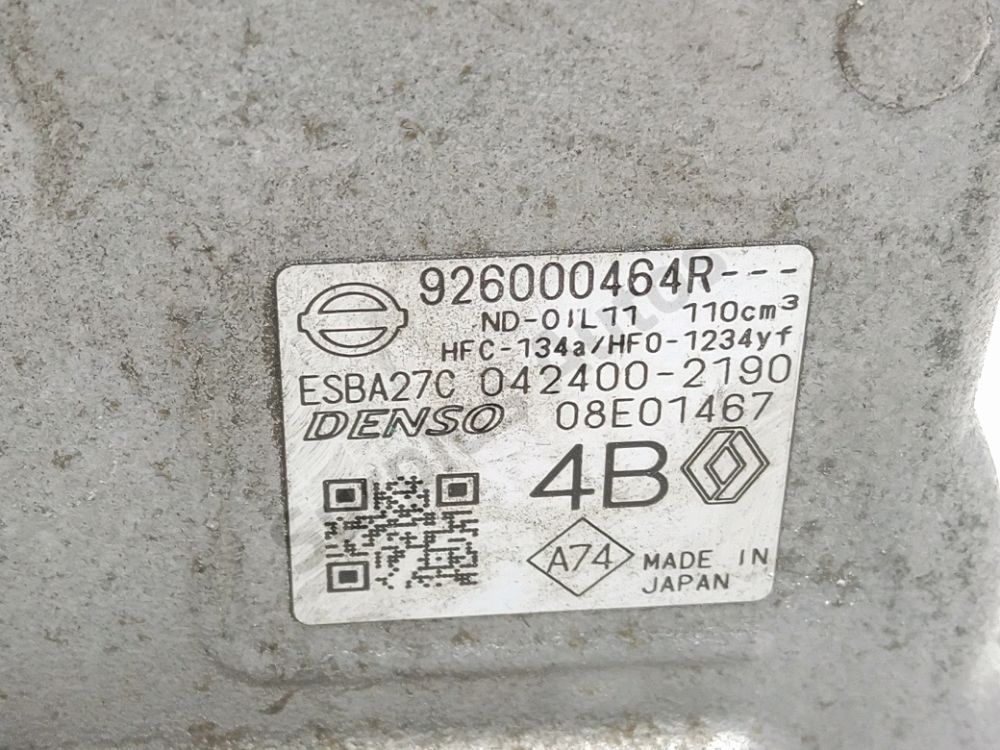 926000464R---
ND-OIL11 110cm³
HFC-134a/HFO-1234yf
ESBA27C 042400-2190
DENSO 08E01467
4B
A74 MADE IN
JAPAN